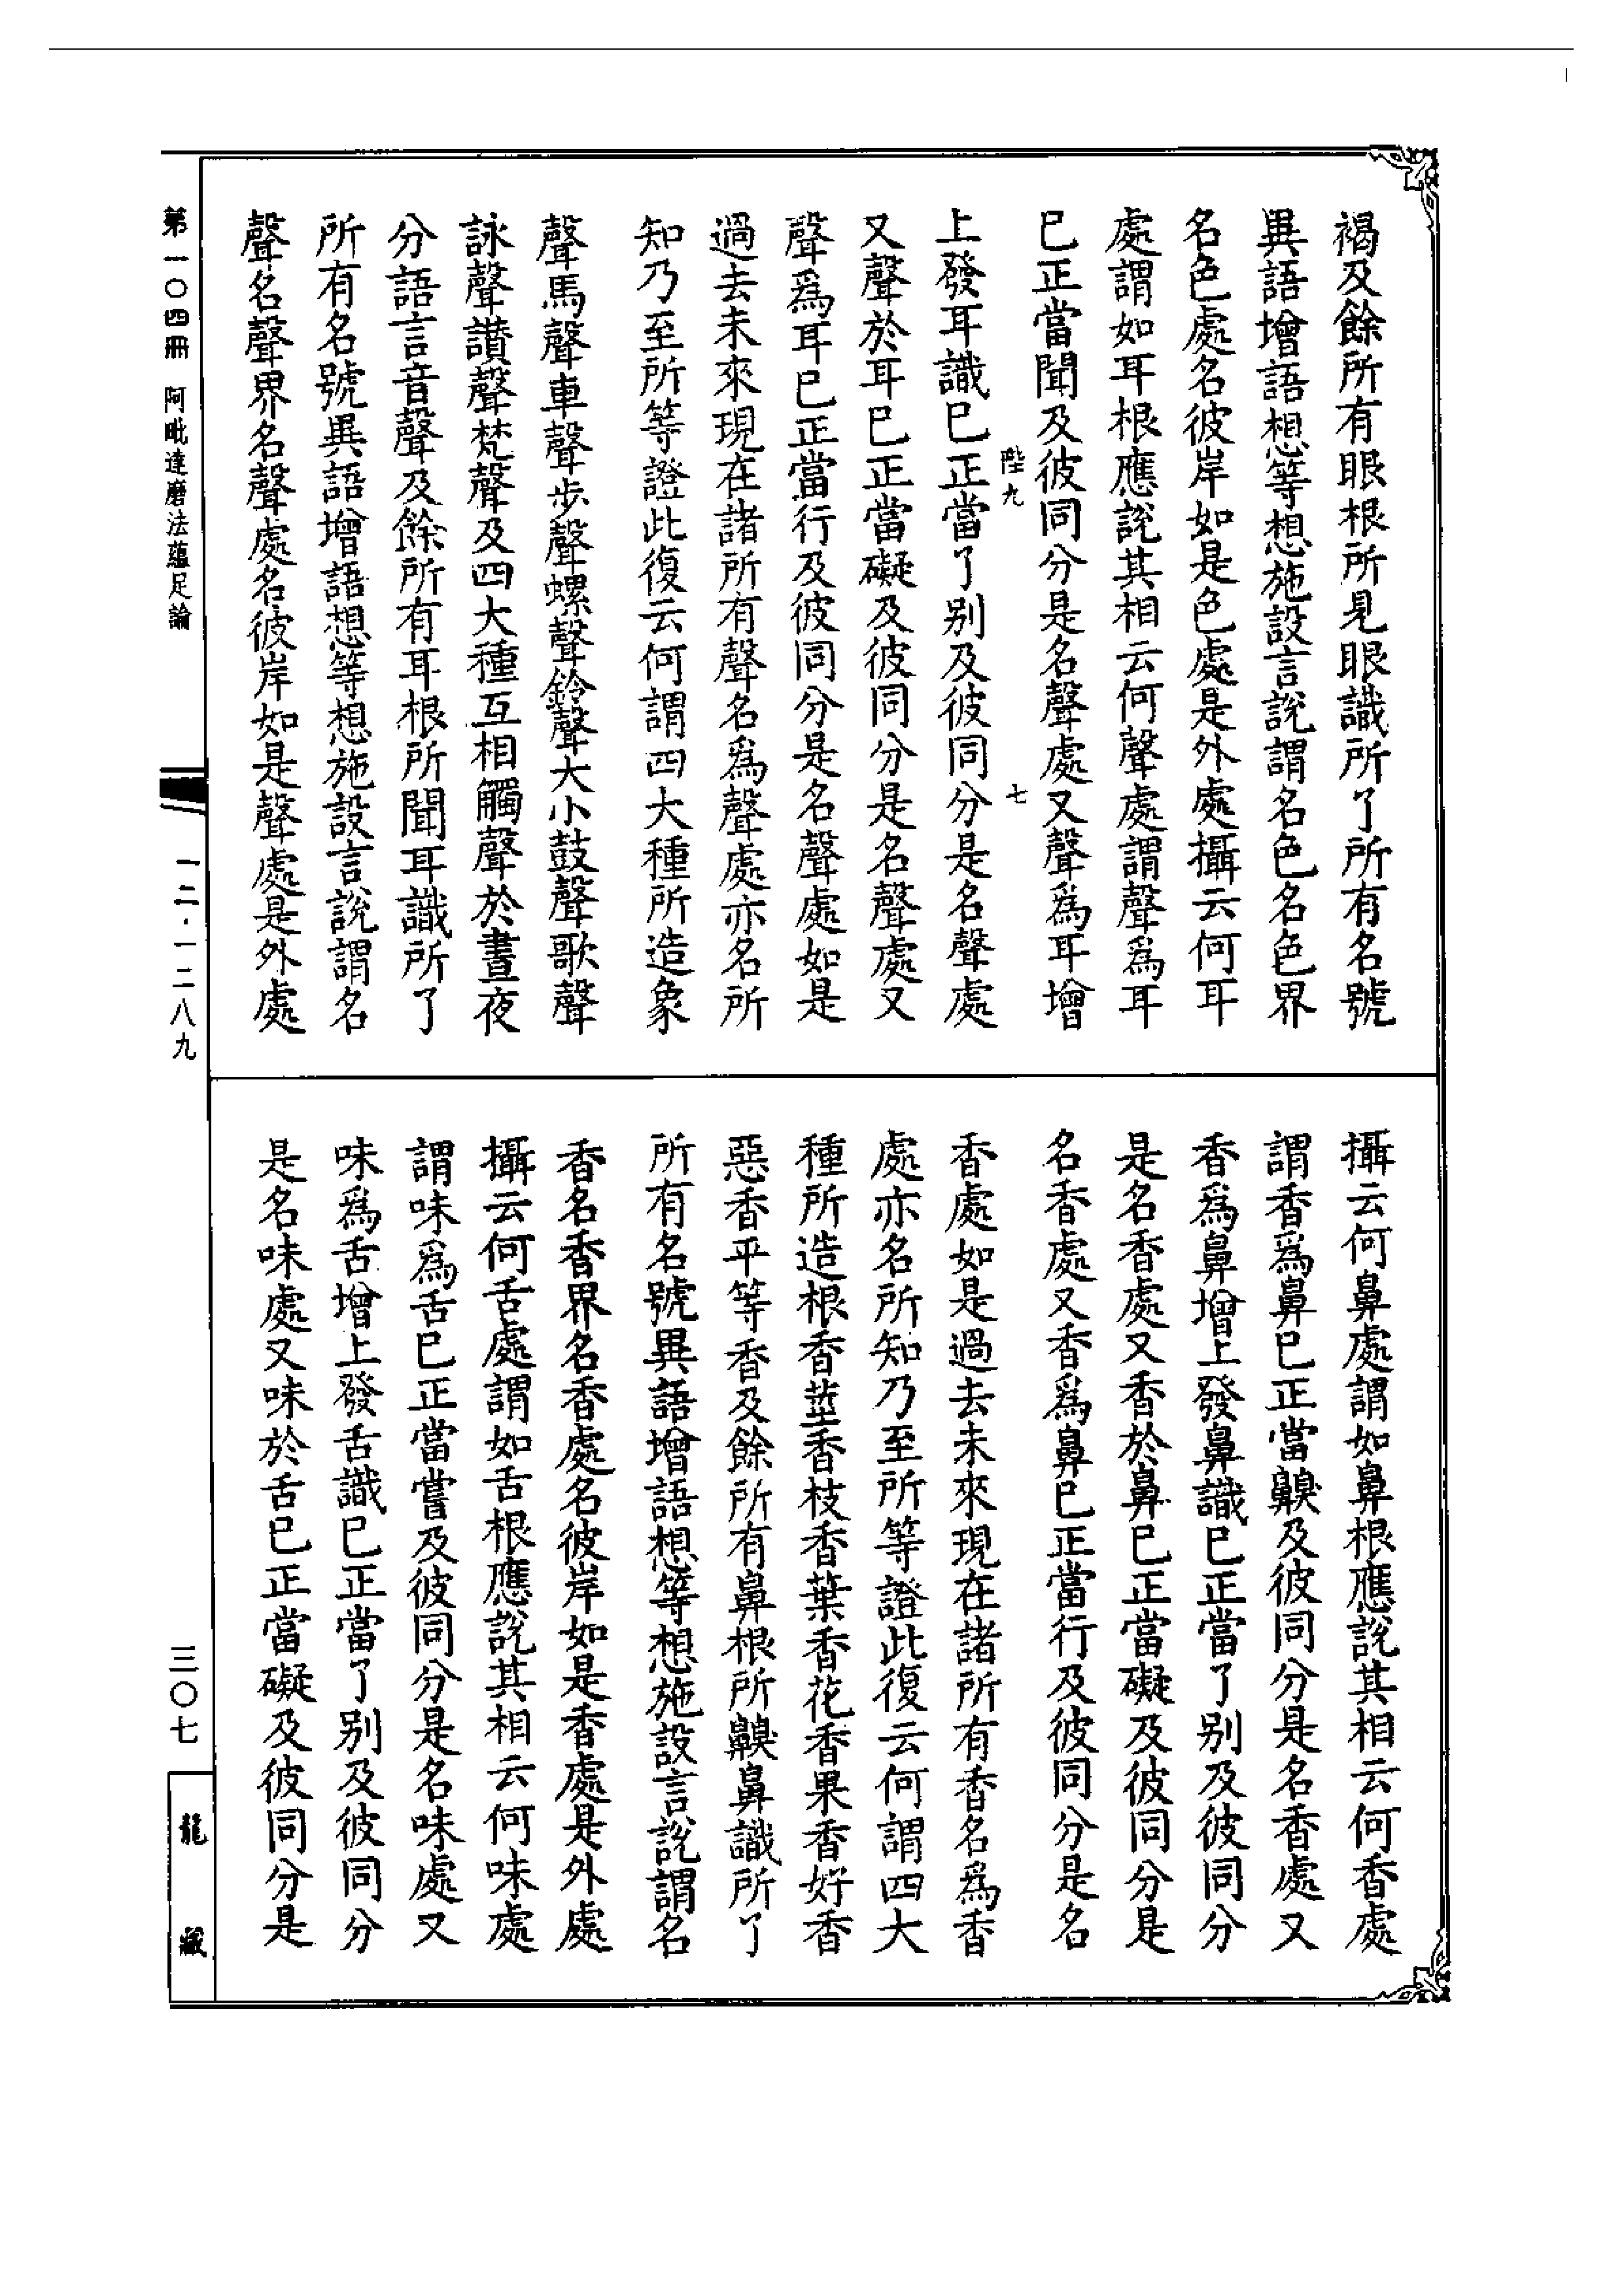 褐及餘所有眼根所見眼識所了所有名號
異語增語想等想施設言說謂名色名色界
名色處名彼岸如是色處是外處攝云何耳
處謂如耳根應說其相云何聲處謂聲爲耳
已正當聞及彼同分是名聲處又聲爲耳增
陛九 七
上發耳識已正當了別及彼同分是名聲處
又聲於耳已正當礙及彼同分是名聲處又
聲爲耳已正當行及彼同分是名聲處如是
過去未來現在諸所有聲名爲聲處亦名所
知乃至所等證此復云何謂四大種所造象
聲馬聲車聲步聲螺聲鈴聲大小鼓聲歌聲
詠聲讚聲梵聲及四大種互相觸聲於晝夜
分語言音聲及餘所有耳根所聞耳識所了
所有名號異語增語想等想施設言說謂名
聲名聲界名聲處名彼岸如是聲處是外處
攝云何鼻處謂如鼻根應說其相云何香處
謂香爲鼻已正當齅及彼同分是名香處又
香爲鼻增上發鼻識已正當了別及彼同分
是名香處又香於鼻已正當礙及彼同分是
名香處又香爲鼻已正當行及彼同分是名
香處如是過去未來現在諸所有香名爲香
處亦名所知乃至所等證此復云何謂四大
種所造根香莖香枝香葉香花香果香好香
惡香平等香及餘所有鼻根所齅鼻識所了
所有名號異語增語想等想施設言說謂名
香名香界名香處名彼岸如是香處是外處
攝云何舌處謂如舌根應說其相云何味處
謂味爲舌已正當嘗及彼同分是名味處又
味爲舌增上發舌識已正當了別及彼同分
是名味處又味於舌已正當礙及彼同分是
第一〇四冊 阿毗達磨法蘊足論
一二·一二八九
三〇七
龍藏